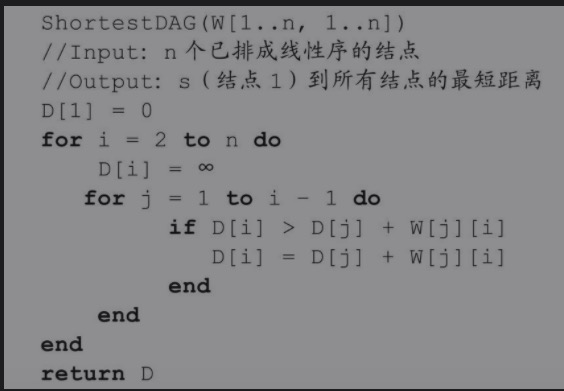 ShortestDAG(W[1..n, 1..n])
//Input: n 个已排成线性序的结点
//Output: s（结点 1）到所有结点的最短距离
D[1] = 0
for i = 2 to n do
D[i] = ∞
for j = 1 to i - 1 do
if D[i] > D[j] + W[j][i]
D[i] = D[j] + W[j][i]
end
end
end
return D